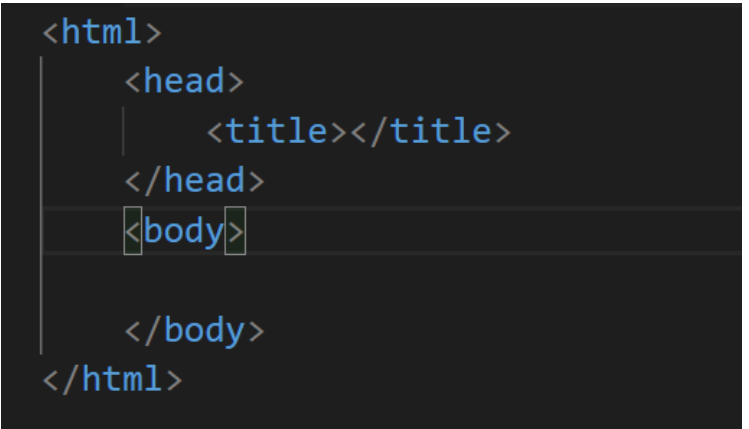 <html>
    <head>
        <title></title>
    </head>
    <body>

    </body>
</html>